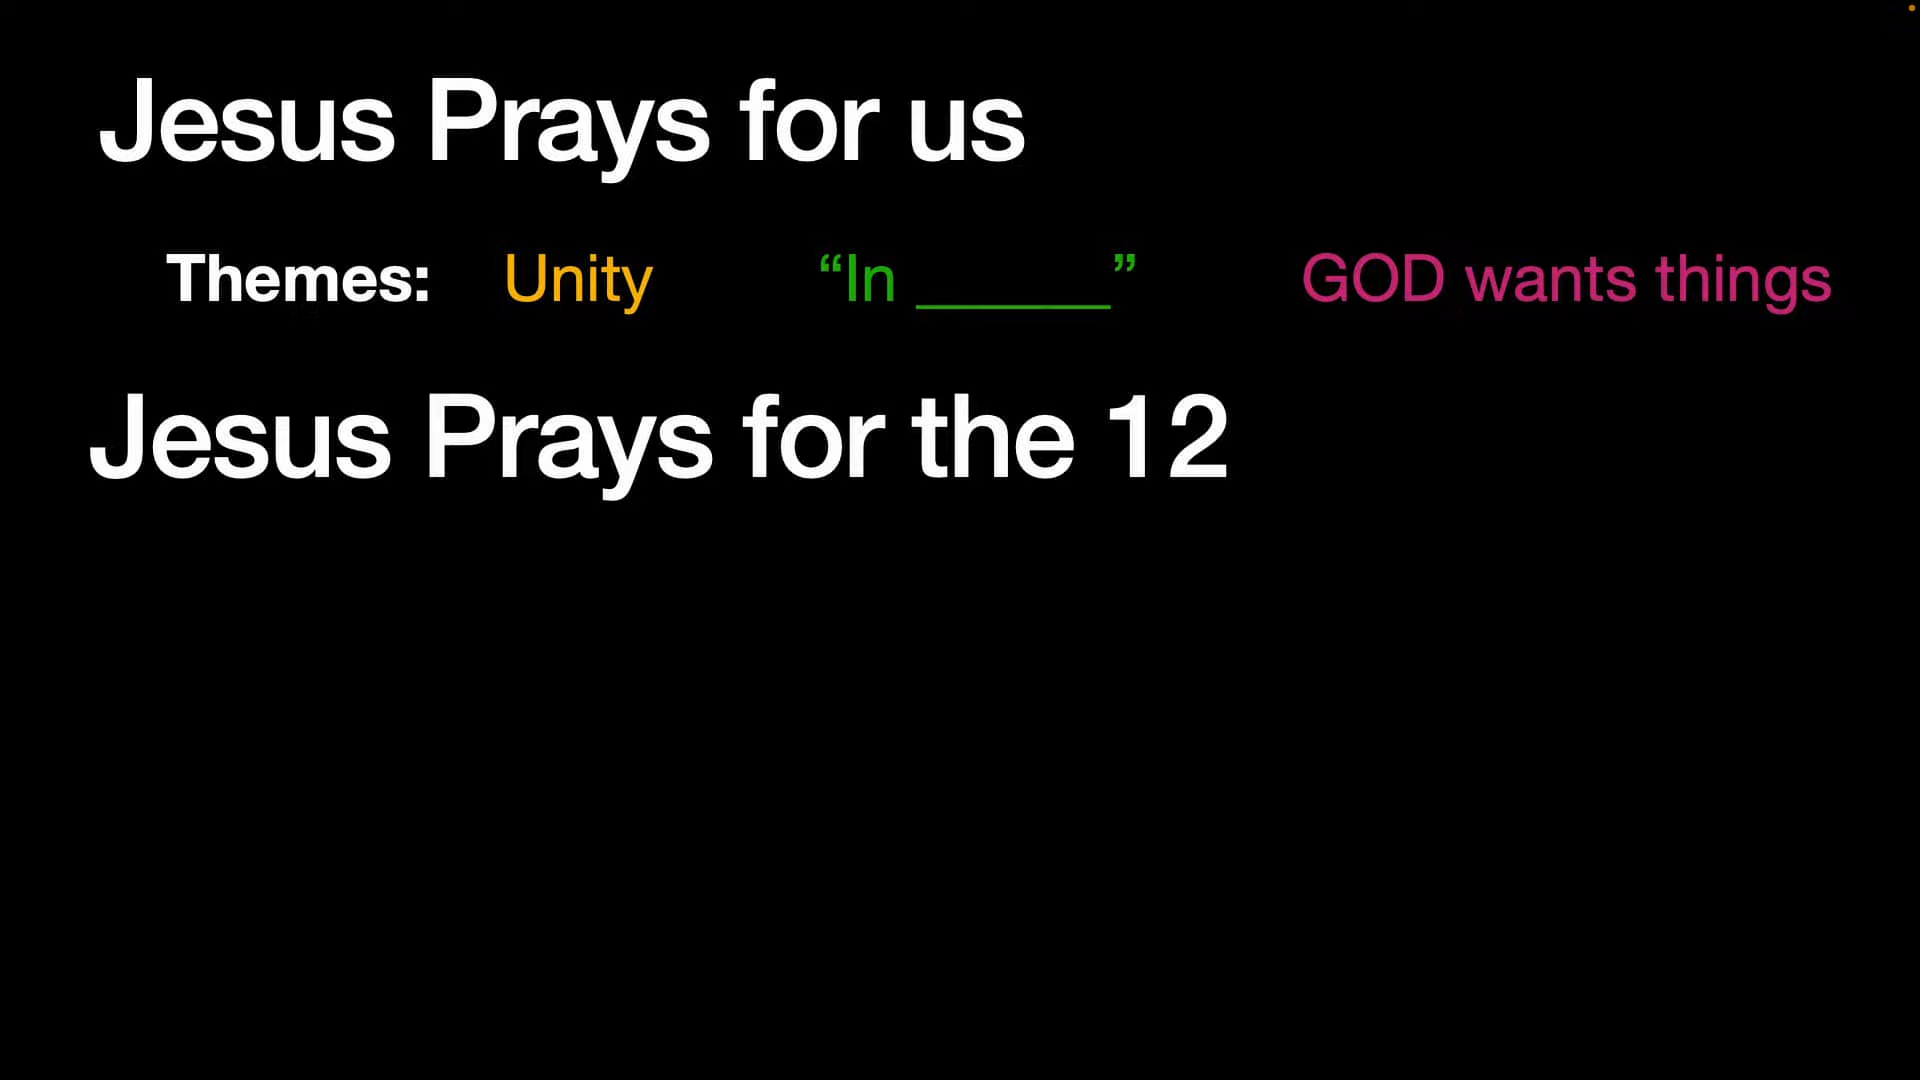 Jesus Prays for us
Themes: Unity “In ______” GOD wants things
Jesus Prays for the 12